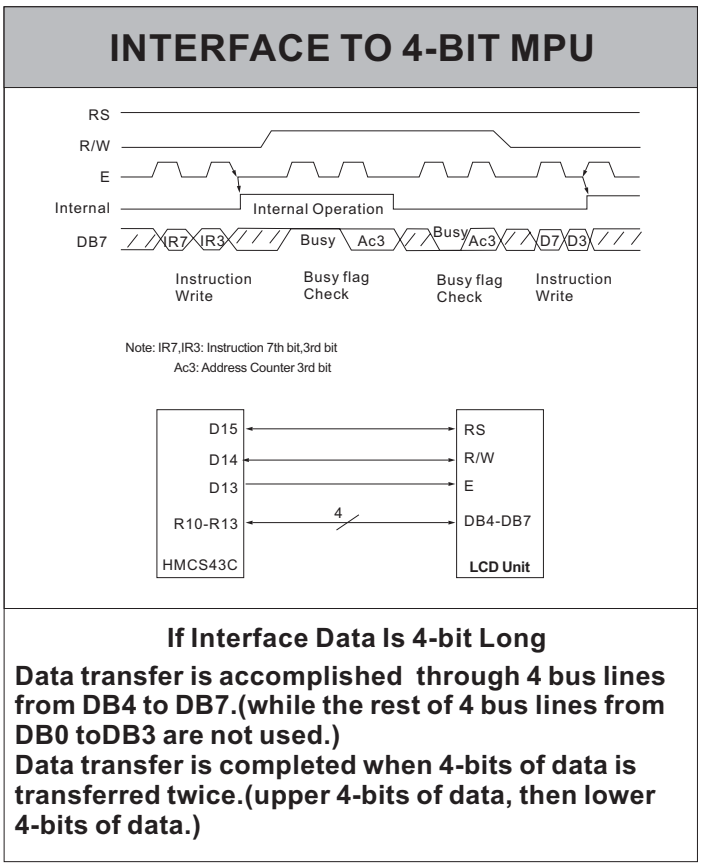 INTERFACE TO 4-BIT MPU
RS
R/W
E
Internal
Internal Operation
DB7
IR7
IR3
Busy
Ac3
Busy
Ac3
D7
D3
Instruction
Write
Busy flag
Check
Busy flag
Check
Instruction
Write
Note: IR7,IR3: Instruction 7th bit,3rd bit
Ac3: Address Counter 3rd bit
D15
RS
D14
R/W
D13
E
R10-R13
4
DB4-DB7
HMCS43C
LCD Unit
If Interface Data Is 4-bit Long
Data transfer is accomplished through 4 bus lines
from DB4 to DB7.(while the rest of 4 bus lines from
DB0 toDB3 are not used.)
Data transfer is completed when 4-bits of data is
transferred twice.(upper 4-bits of data, then lower
4-bits of data.)